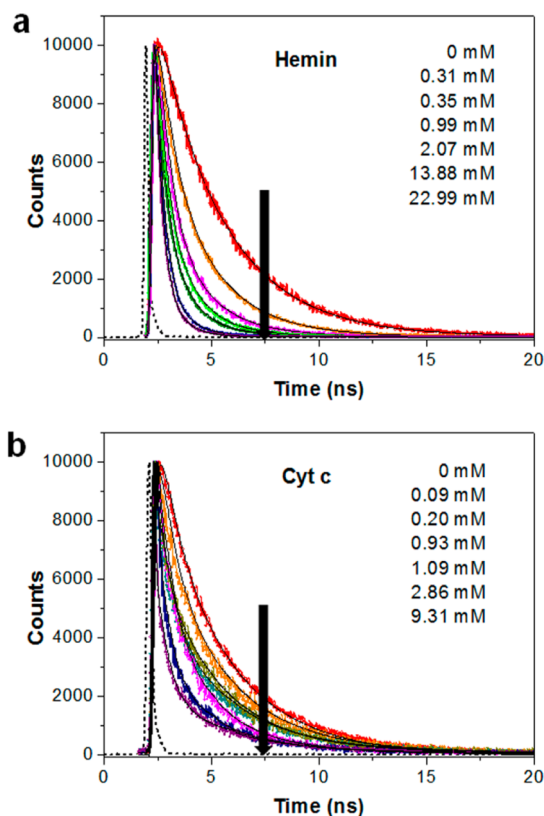 a
Hemin
0 mM
0.31 mM
0.35 mM
0.99 mM
2.07 mM
13.88 mM
22.99 mM
10000
8000
6000
4000
2000
0
Counts
0 5 10 15 20
Time (ns)
b
Cyt c
0 mM
0.09 mM
0.20 mM
0.93 mM
1.09 mM
2.86 mM
9.31 mM
10000
8000
6000
4000
2000
0
Counts
0 5 10 15 20
Time (ns)